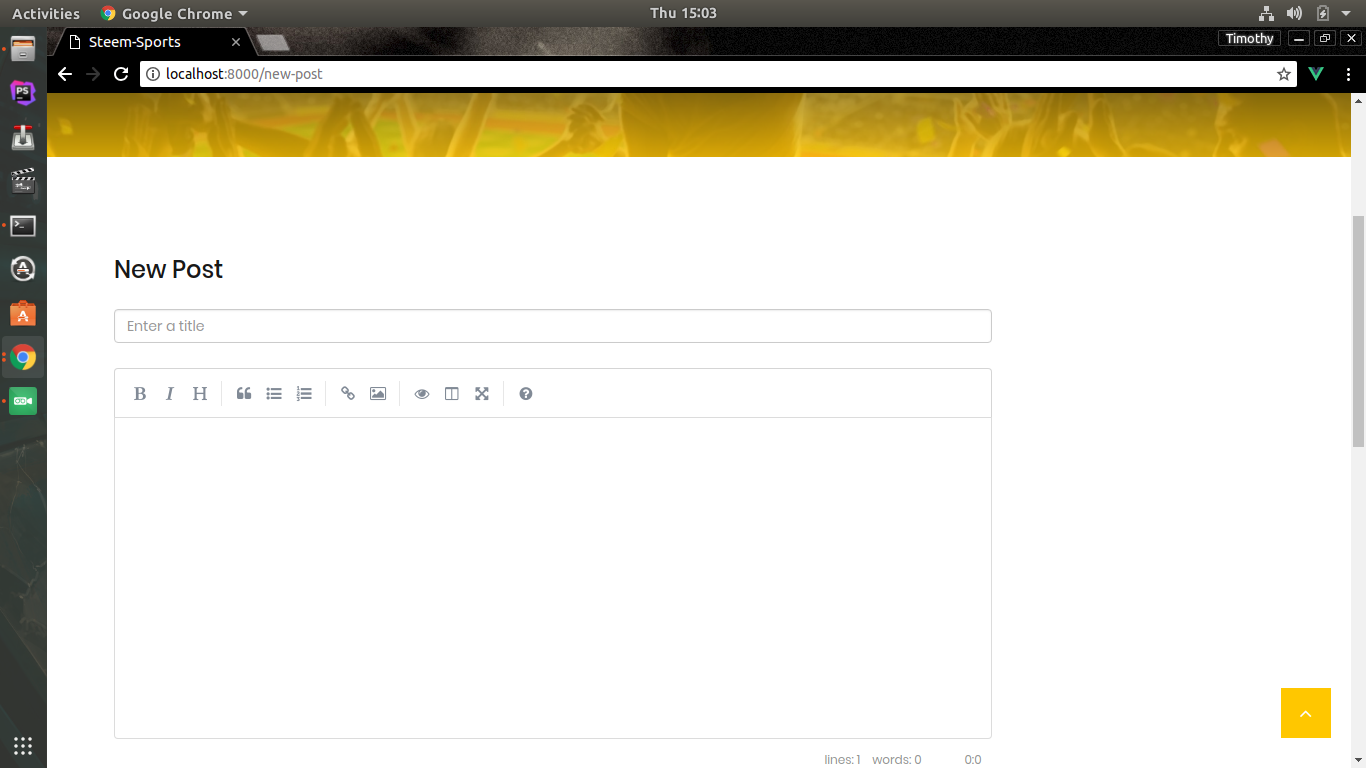 Activities Google Chrome Thu 15:03
Steem-Sports Timothy
localhost:8000/new-post
New Post
Enter a title
B I H
lines: 1 words: 0 0:0